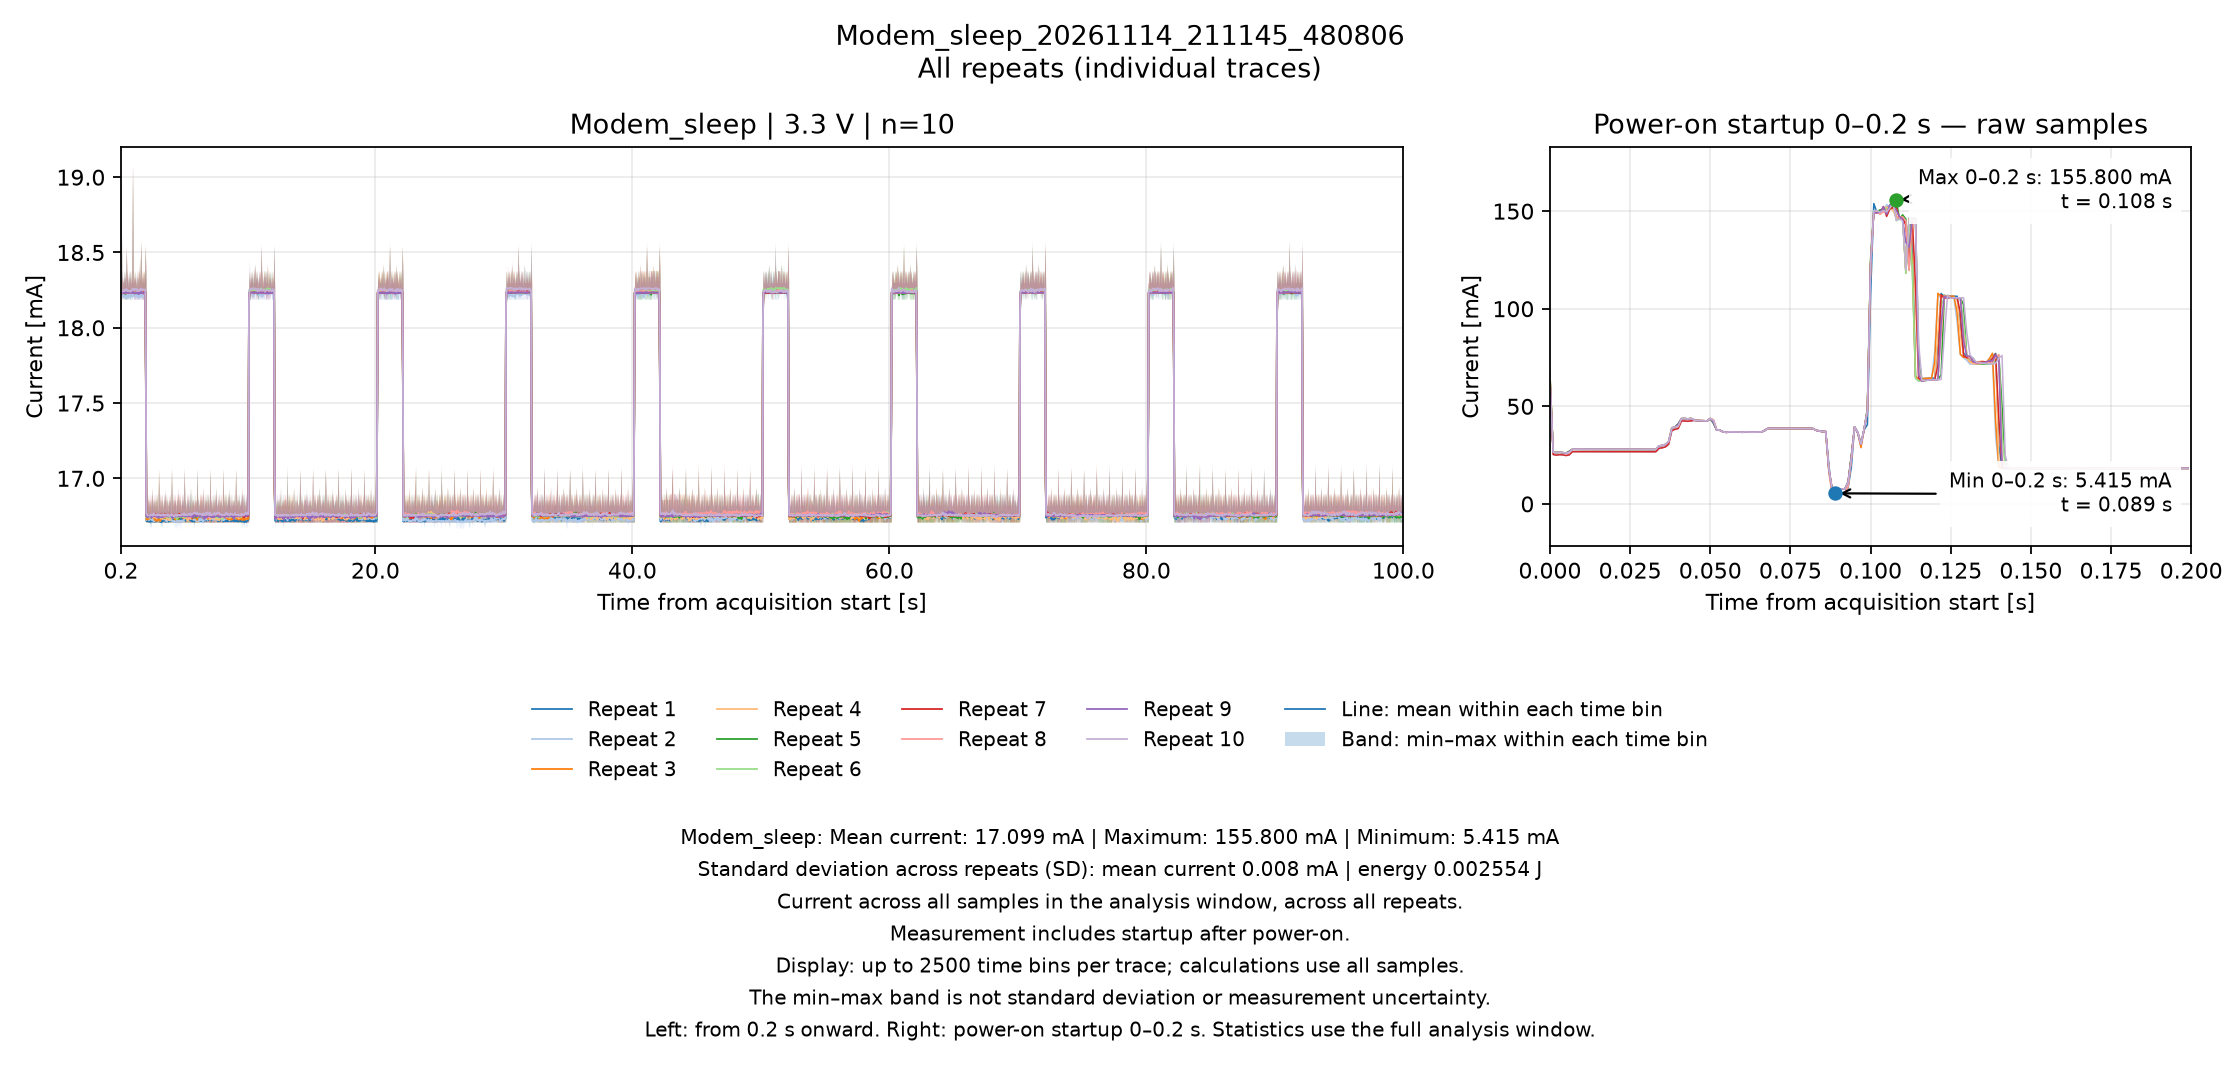 Modem_sleep_20261114_211145_480806
All repeats (individual traces)
Modem_sleep | 3.3 V | n=10
Current [mA]
19.0
18.5
18.0
17.5
17.0
0.2
20.0
40.0
60.0
80.0
100.0
Time from acquisition start [s]
Power-on startup 0–0.2 s — raw samples
Current [mA]
150
100
50
0
Max 0–0.2 s: 155.800 mA
t = 0.108 s
Min 0–0.2 s: 5.415 mA
t = 0.089 s
0.000
0.025
0.050
0.075
0.100
0.125
0.150
0.175
0.200
Time from acquisition start [s]
Repeat 1
Repeat 2
Repeat 3
Repeat 4
Repeat 5
Repeat 6
Repeat 7
Repeat 8
Repeat 9
Repeat 10
Line: mean within each time bin
Band: min–max within each time bin
Modem_sleep: Mean current: 17.099 mA | Maximum: 155.800 mA | Minimum: 5.415 mA
Standard deviation across repeats (SD): mean current 0.008 mA | energy 0.002554 J
Current across all samples in the analysis window, across all repeats.
Measurement includes startup after power-on.
Display: up to 2500 time bins per trace; calculations use all samples.
The min–max band is not standard deviation or measurement uncertainty.
Left: from 0.2 s onward. Right: power-on startup 0–0.2 s. Statistics use the full analysis window.